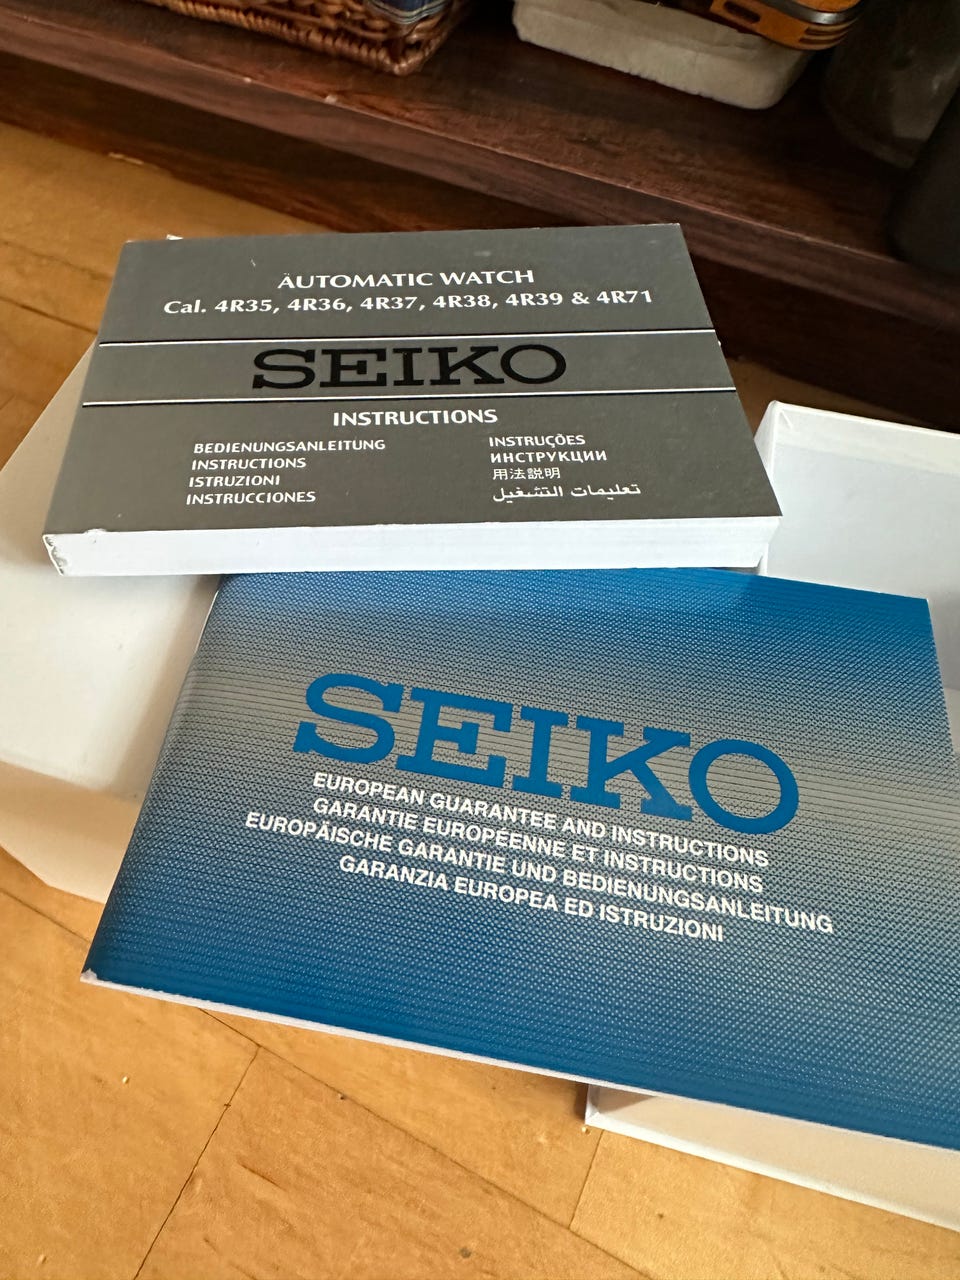 AUTOMATIC WATCH
Cal. 4R35, 4R36, 4R37, 4R38, 4R39 & 4R71
SEIKO
INSTRUCTIONS
BEDIENUNGSANLEITUNG
INSTRUCTIONS
ISTRUZIONI
INSTRUCCIONES
INSTRUÇÕES
ИНСТРУКЦИИ
用法説明
تعليمات التشغيل
SEIKO
EUROPEAN GUARANTEE AND INSTRUCTIONS
GARANTIE EUROPÉENNE ET INSTRUCTIONS
EUROPÄISCHE GARANTIE UND BEDIENUNGSANLEITUNG
GARANZIA EUROPEA ED ISTRUZIONI